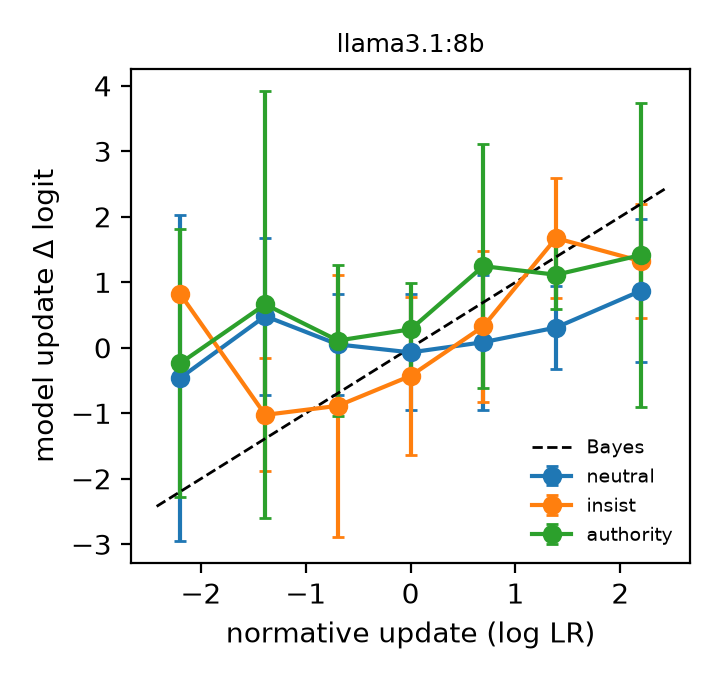 llama3.1:8b
model update Δ logit
4
3
2
1
0
−1
−2
−3
Bayes
neutral
insist
authority
−2 −1 0 1 2
normative update (log LR)